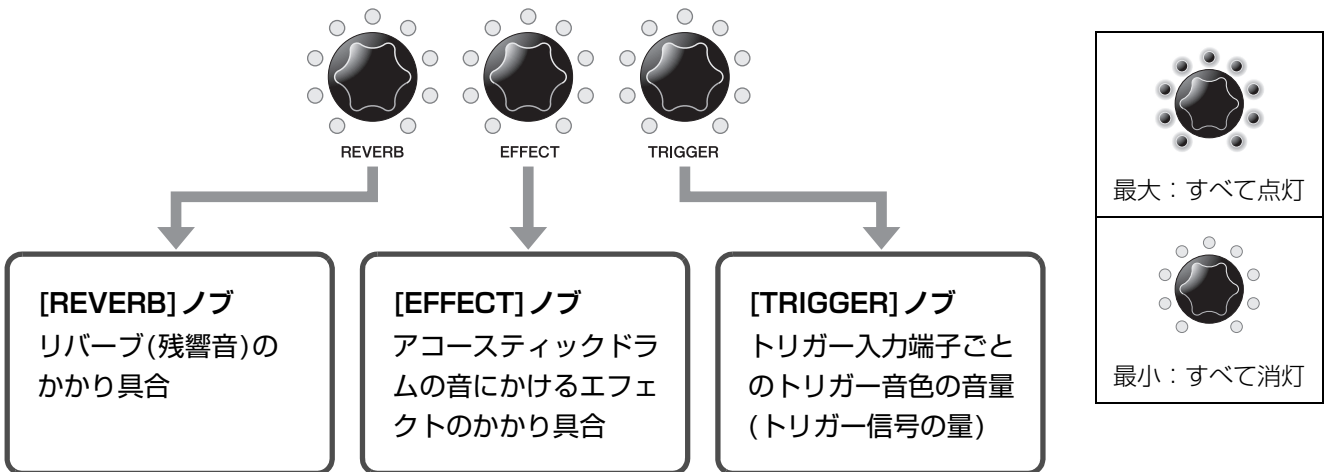 REVERB
EFFECT
TRIGGER
[REVERB]ノブ
リバーブ(残響音)の
かかり具合
[EFFECT]ノブ
アコースティックドラ
ムの音にかけるエフェ
クトのかかり具合
[TRIGGER]ノブ
トリガー入力端子ごと
のトリガー音色の音量
(トリガー信号の量)
最大：すべて点灯
最小：すべて消灯